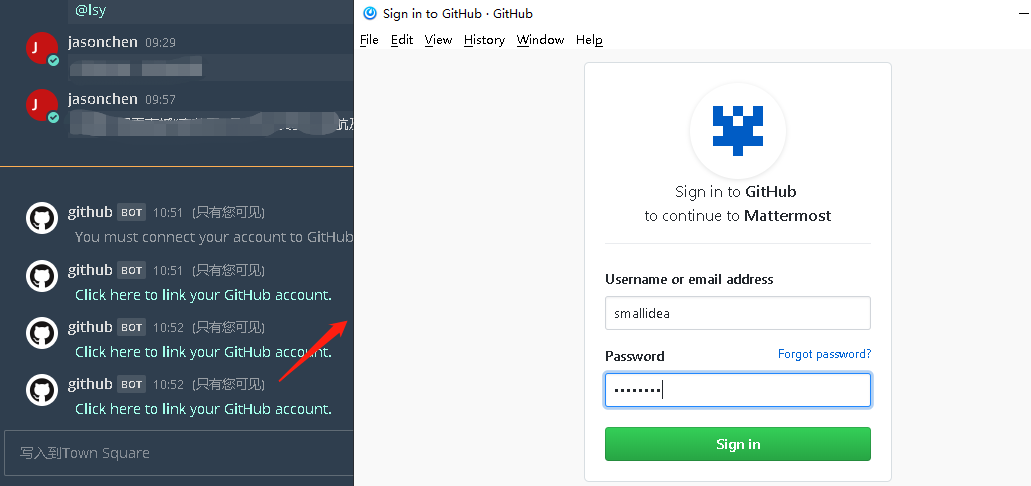 @lsy
J
jasonchen 09:29
J
jasonchen 09:57
github BOT 10:51 (只有您可见)
You must connect your account to GitHub
github BOT 10:51 (只有您可见)
Click here to link your GitHub account.
github BOT 10:52 (只有您可见)
Click here to link your GitHub account.
github BOT 10:52 (只有您可见)
Click here to link your GitHub account.
写入到Town Square
Sign in to GitHub · GitHub
File Edit View History Window Help
Sign in to GitHub
to continue to Mattermost
Username or email address
smallidea
Password Forgot password?
Sign in